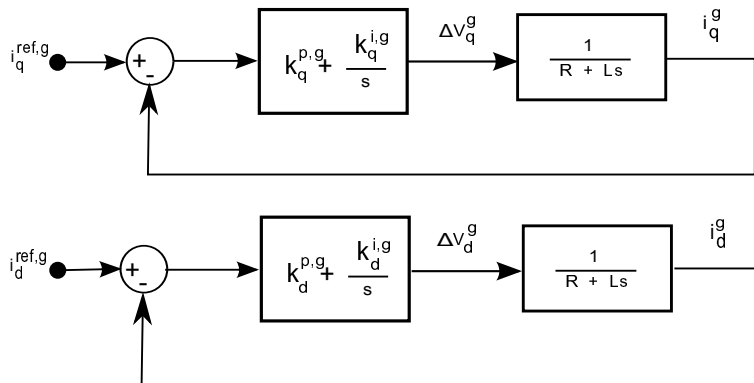 i_q^{ref,g}
+
-
k_q^{p,g} + k_q^{i,g}/s
ΔV_q^g
1/(R + Ls)
i_q^g
i_d^{ref,g}
+
-
k_d^{p,g} + k_d^{i,g}/s
ΔV_d^g
1/(R + Ls)
i_d^g